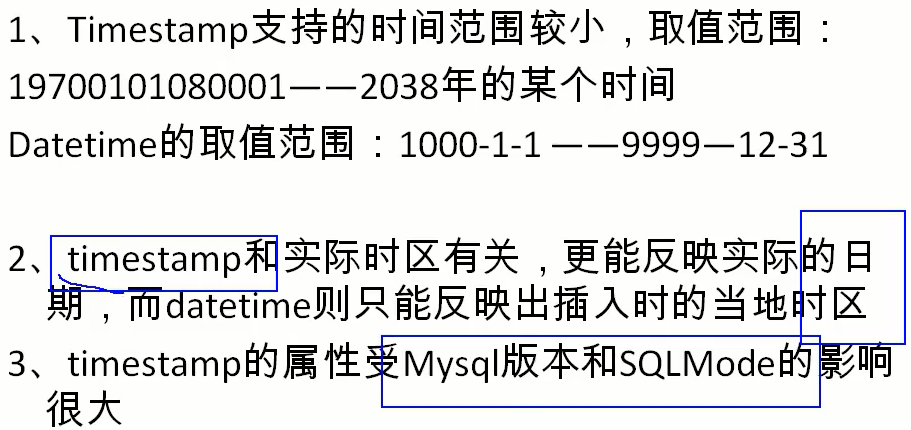 1、Timestamp支持的时间范围较小，取值范围：
19700101080001——2038年的某个时间
Datetime的取值范围：1000-1-1 ——9999—12-31
2、timestamp和实际时区有关，更能反映实际的日
期，而datetime则只能反映出插入时的当地时区
3、timestamp的属性受Mysql版本和SQLMode的影响
很大